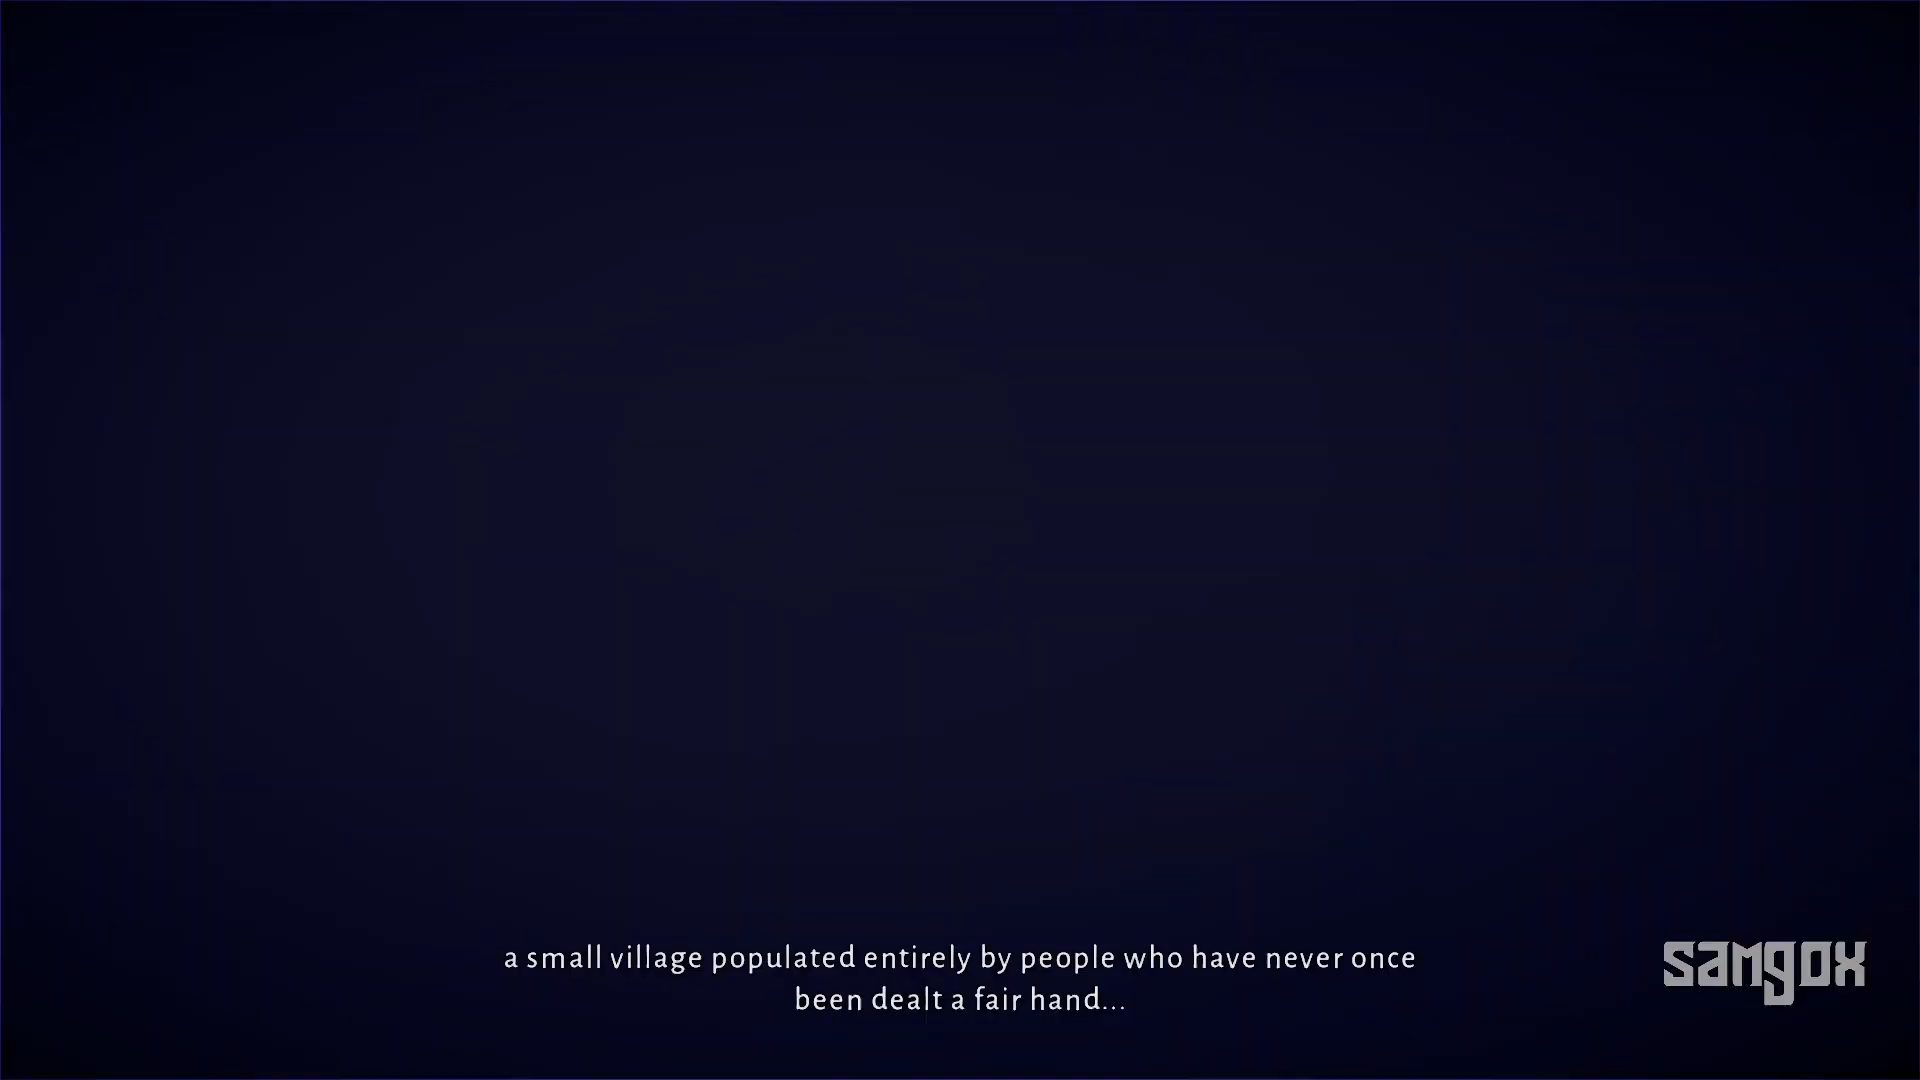 a small village populated entirely by people who have never once
been dealt a fair hand...
samgox